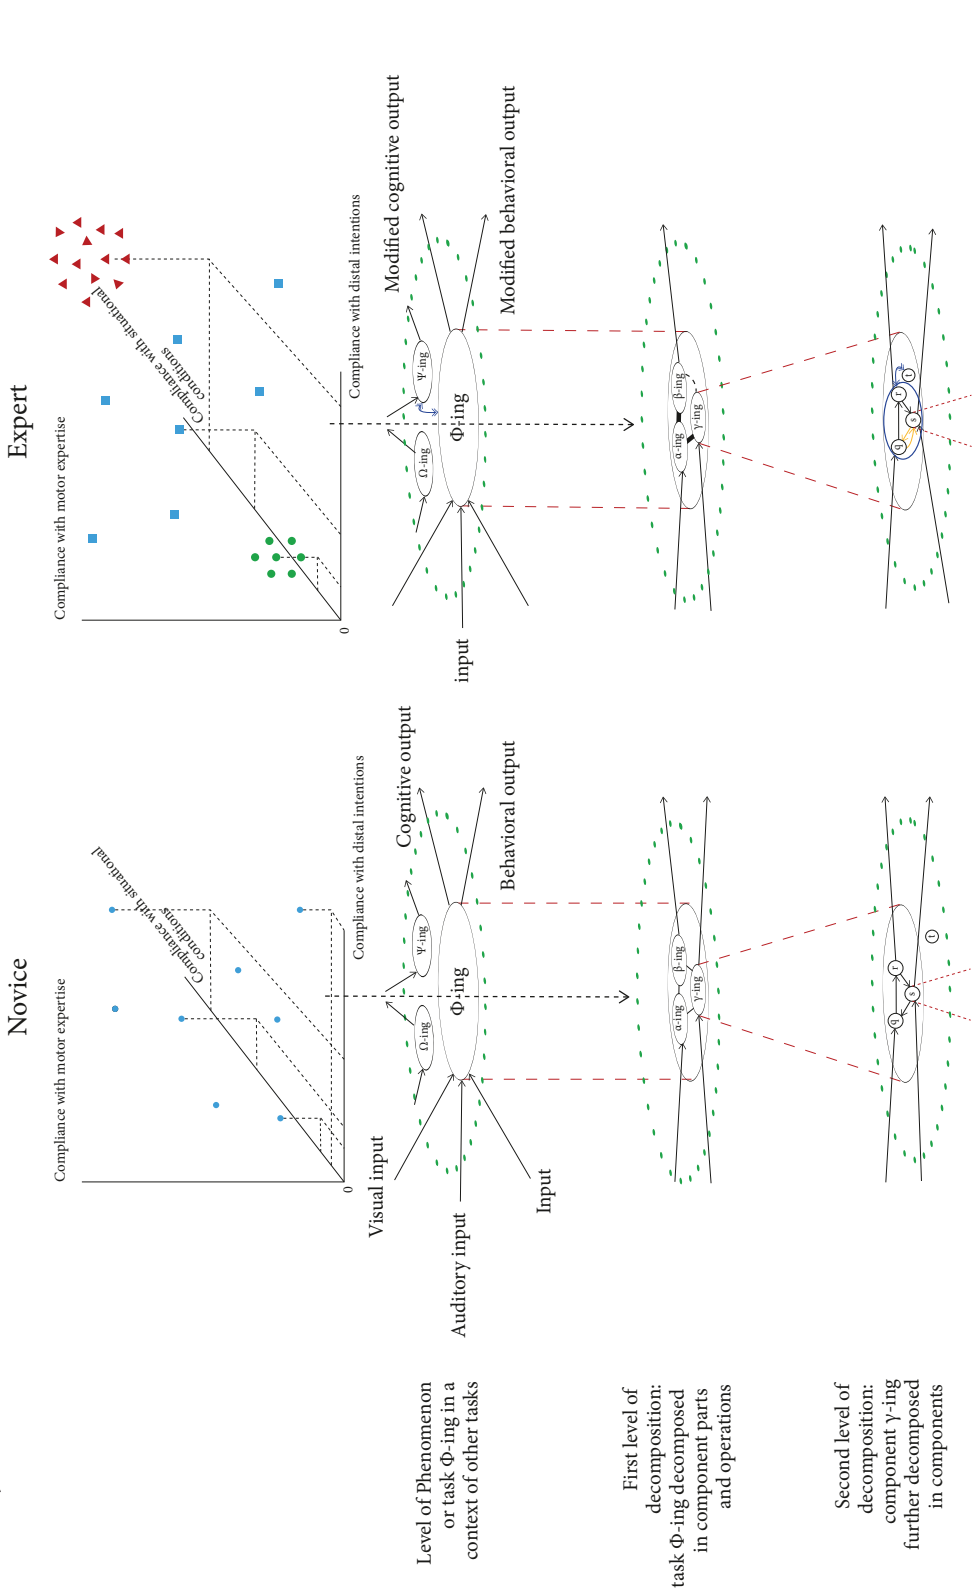 Novice
Expert
Compliance with motor expertise
Compliance with situational
conditions
Compliance with distal intentions
0
Compliance with motor expertise
Compliance with situational
conditions
Compliance with distal intentions
0
Level of Phenomenon
or task Φ-ing in a
context of other tasks
Visual input
Auditory input
Input
Ω-ing
Ψ-ing
Φ-ing
Cognitive output
Behavioral output
input
Ω-ing
Ψ-ing
Φ-ing
Modified cognitive output
Modified behavioral output
First level of
decomposition:
task Φ-ing decomposed
in component parts
and operations
α-ing
β-ing
γ-ing
α-ing
β-ing
γ-ing
Second level of
decomposition:
component γ-ing
further decomposed
in components
q
r
s
t
q
r
s
t